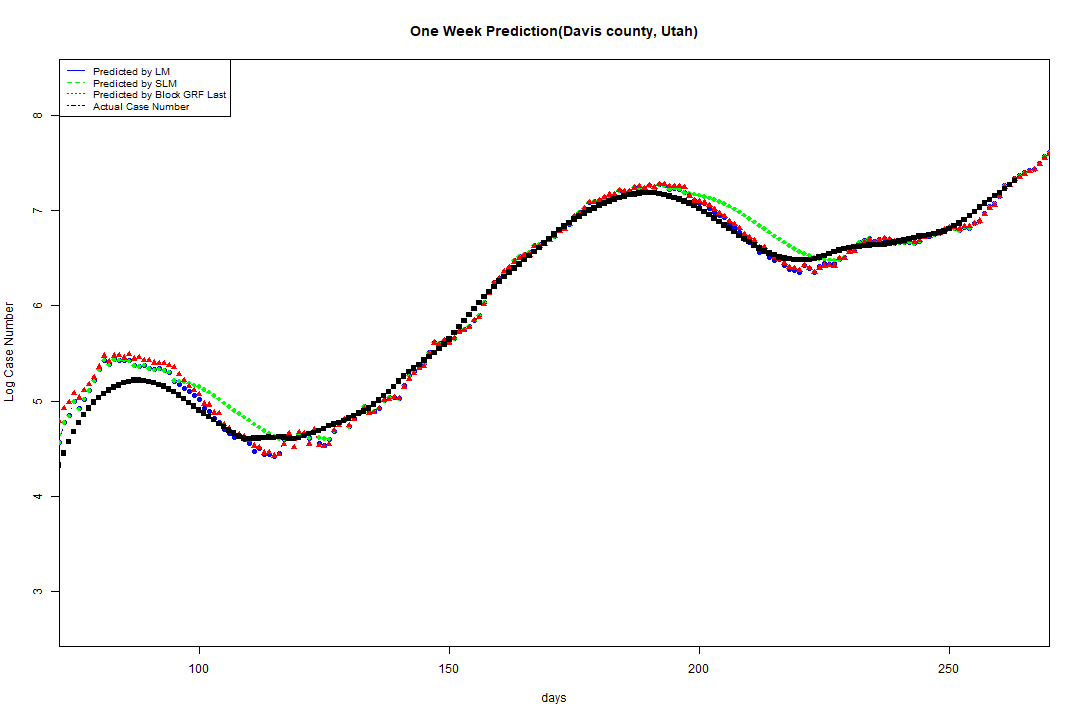 One Week Prediction(Davis county, Utah)
Predicted by LM
Predicted by SLM
Predicted by Block GRF Last
Actual Case Number
Log Case Number
8
7
6
5
4
3
100 150 200 250
days